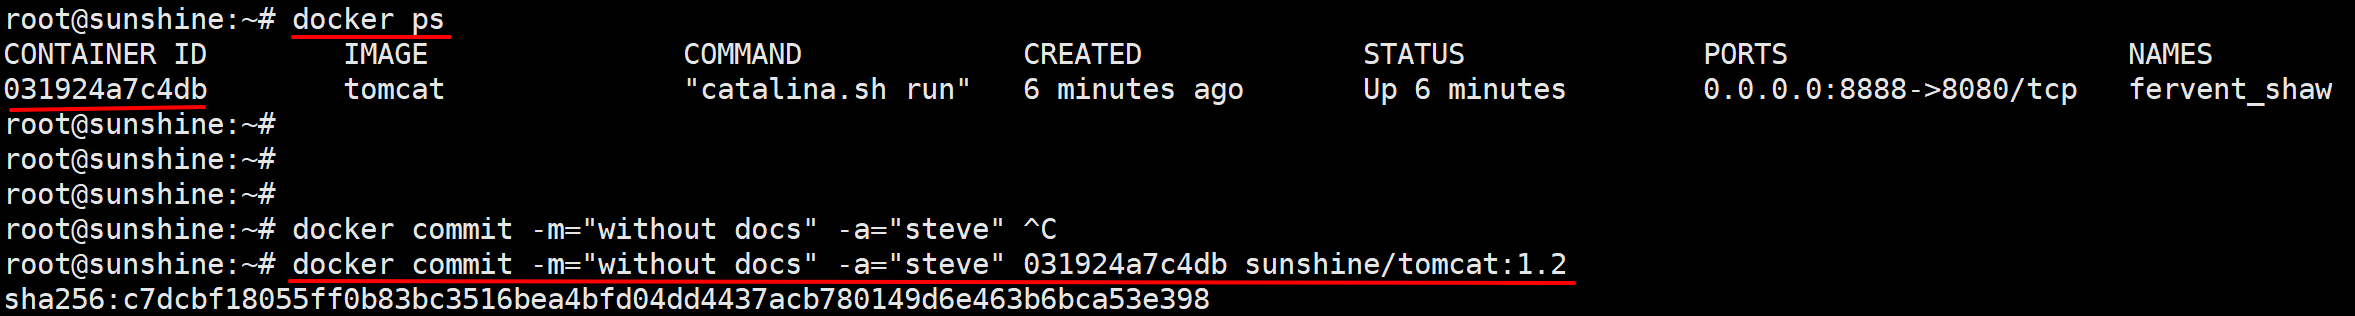 root@sunshine:~# docker ps
CONTAINER ID        IMAGE               COMMAND             CREATED             STATUS              PORTS                    NAMES
031924a7c4db        tomcat              "catalina.sh run"   6 minutes ago       Up 6 minutes        0.0.0.0:8888->8080/tcp   fervent_shaw
root@sunshine:~#
root@sunshine:~#
root@sunshine:~#
root@sunshine:~# docker commit -m="without docs" -a="steve" ^C
root@sunshine:~# docker commit -m="without docs" -a="steve" 031924a7c4db sunshine/tomcat:1.2
sha256:c7dcbf18055ff0b83bc3516bea4bfd04dd4437acb780149d6e463b6bca53e398